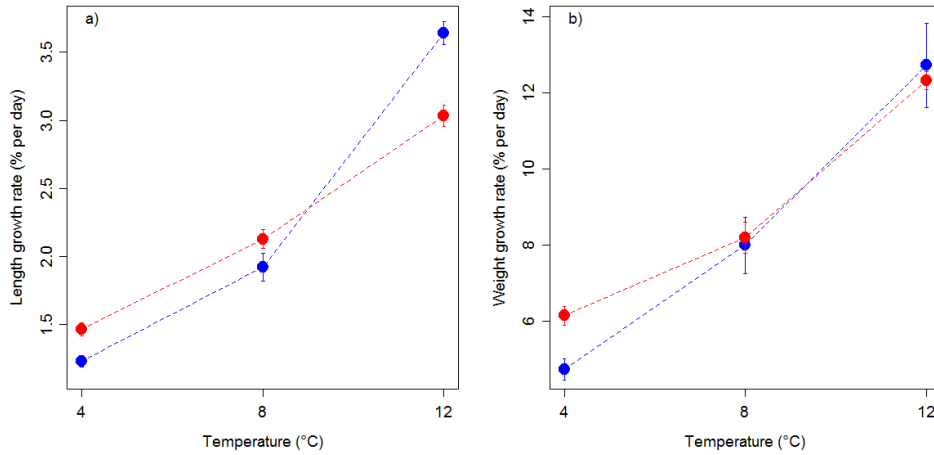 a)
Length growth rate (% per day)
3.5
3.0
2.5
2.0
1.5
4
8
12
Temperature (°C)
b)
Weight growth rate (% per day)
14
12
10
8
6
4
8
12
Temperature (°C)